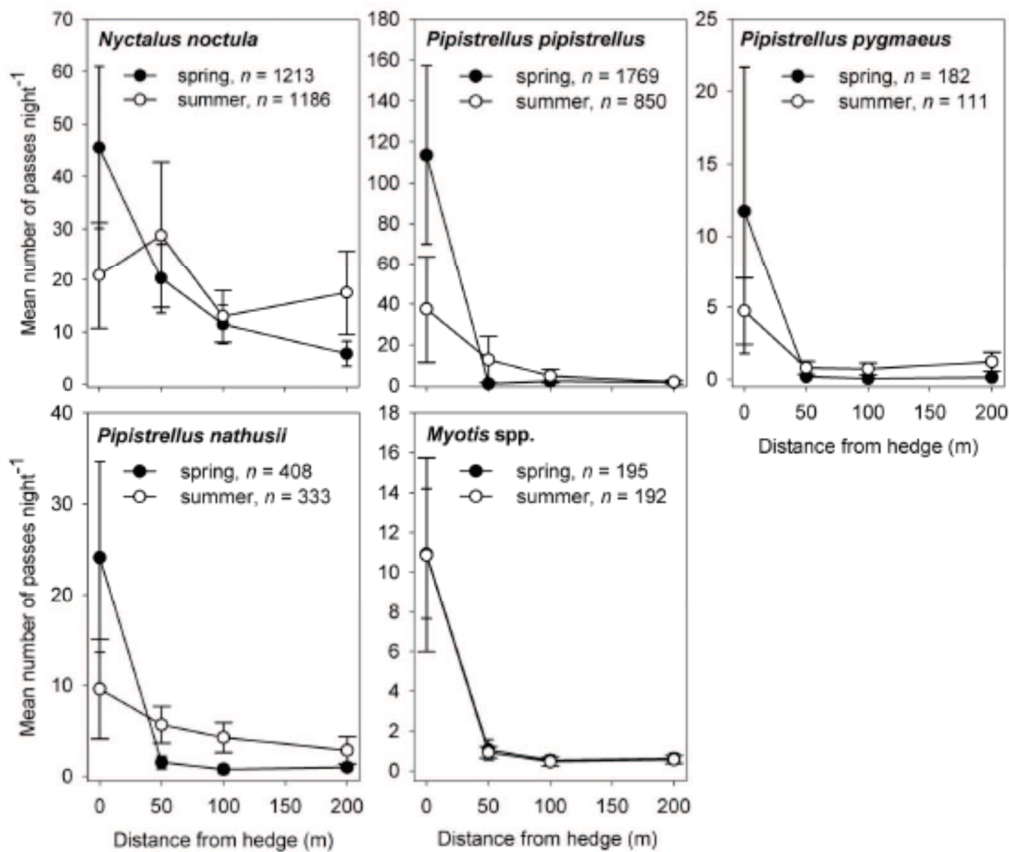 Mean number of passes night-1
70
60
50
40
30
20
10
0
Nyctalus noctula
spring, n = 1213
summer, n = 1186
180
160
140
120
100
80
60
40
20
0
Pipistrellus pipistrellus
spring, n = 1769
summer, n = 850
25
20
15
10
5
0
Pipistrellus pygmaeus
spring, n = 182
summer, n = 111
0 50 100 150 200
Distance from hedge (m)
Mean number of passes night-1
40
30
20
10
0
Pipistrellus nathusii
spring, n = 408
summer, n = 333
0 50 100 150 200
Distance from hedge (m)
18
16
14
12
10
8
6
4
2
0
Myotis spp.
spring, n = 195
summer, n = 192
0 50 100 150 200
Distance from hedge (m)